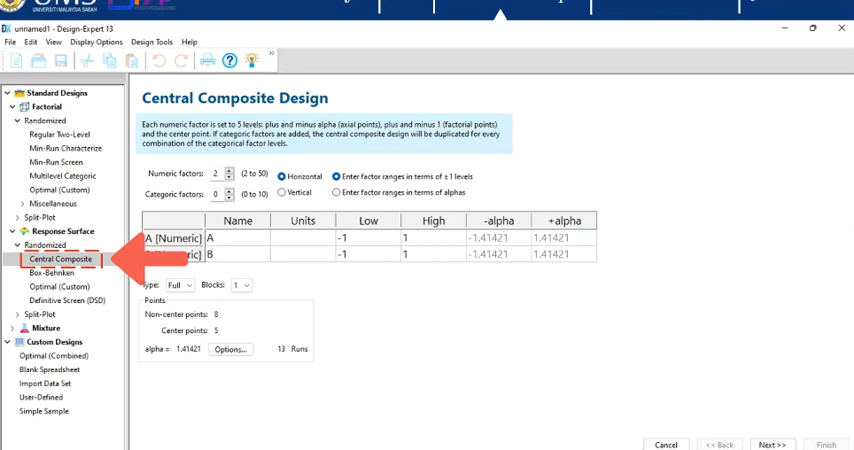 UMS
UNIVERSITI MALAYSIA SABAH
DX unnamed1 - Design-Expert 13
File Edit View Display Options Design Tools Help
»
Standard Designs
Factorial
Randomized
Regular Two-Level
Min-Run Characterize
Min-Run Screen
Multilevel Categoric
Optimal (Custom)
Miscellaneous
Split-Plot
Response Surface
Randomized
Central Composite
Box-Behnken
Optimal (Custom)
Definitive Screen (DSD)
Split-Plot
Mixture
Custom Designs
Optimal (Combined)
Blank Spreadsheet
Import Data Set
User-Defined
Simple Sample
Central Composite Design
Each numeric factor is set to 5 levels: plus and minus alpha (axial points), plus and minus 1 (factorial points)
and the center point. If categoric factors are added, the central composite design will be duplicated for every
combination of the categorical factor levels.
Numeric factors: 2 (2 to 50) Horizontal Enter factor ranges in terms of ±1 levels
Categoric factors: 0 (0 to 10) Vertical Enter factor ranges in terms of alphas
Name Units Low High -alpha +alpha
A [Numeric] A -1 1 -1.41421 1.41421
B -1 1 -1.41421 1.41421
Type: Full Blocks: 1
Points
Non-center points: 8
Center points: 5
alpha = 1.41421 Options... 13 Runs
Cancel << Back Next >> Finish